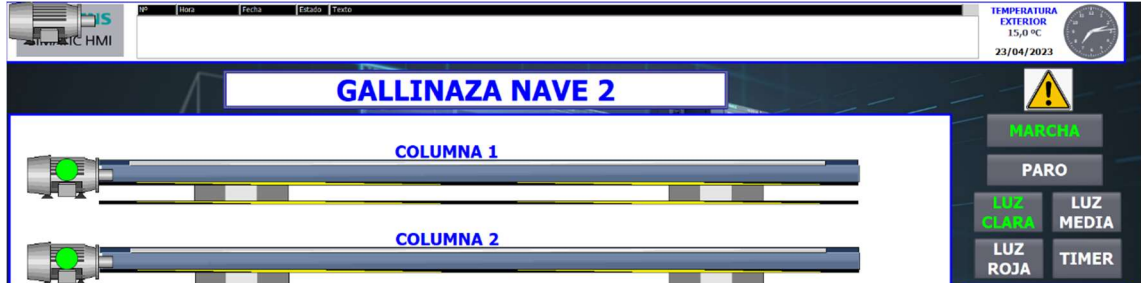 Nº Hora Fecha Estado Texto
HMI
TEMPERATURA
EXTERIOR
15,0 ºC
23/04/2023
GALLINAZA NAVE 2
COLUMNA 1
COLUMNA 2
MARCHA
PARO
LUZ CLARA
LUZ MEDIA
LUZ ROJA
TIMER